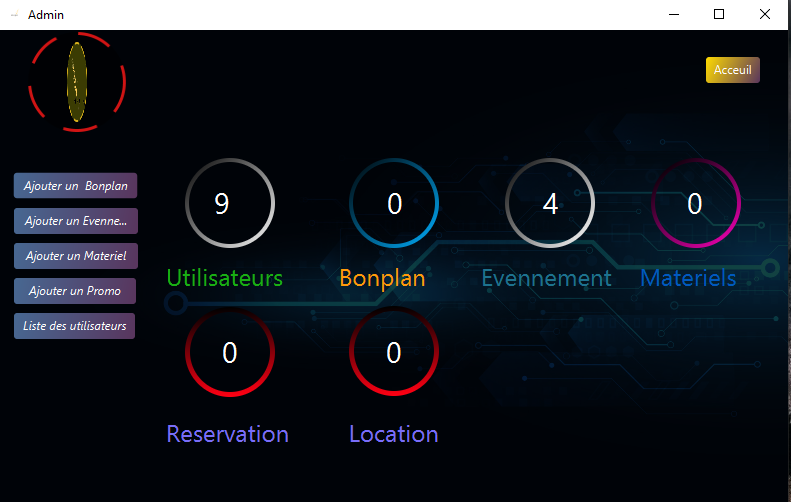 Admin
Acceuil
Ajouter un Bonplan
Ajouter un Evenne...
Ajouter un Materiel
Ajouter un Promo
Liste des utilisateurs
9
0
4
0
Utilisateurs
Bonplan
Evennement
Materiels
0
0
Reservation
Location